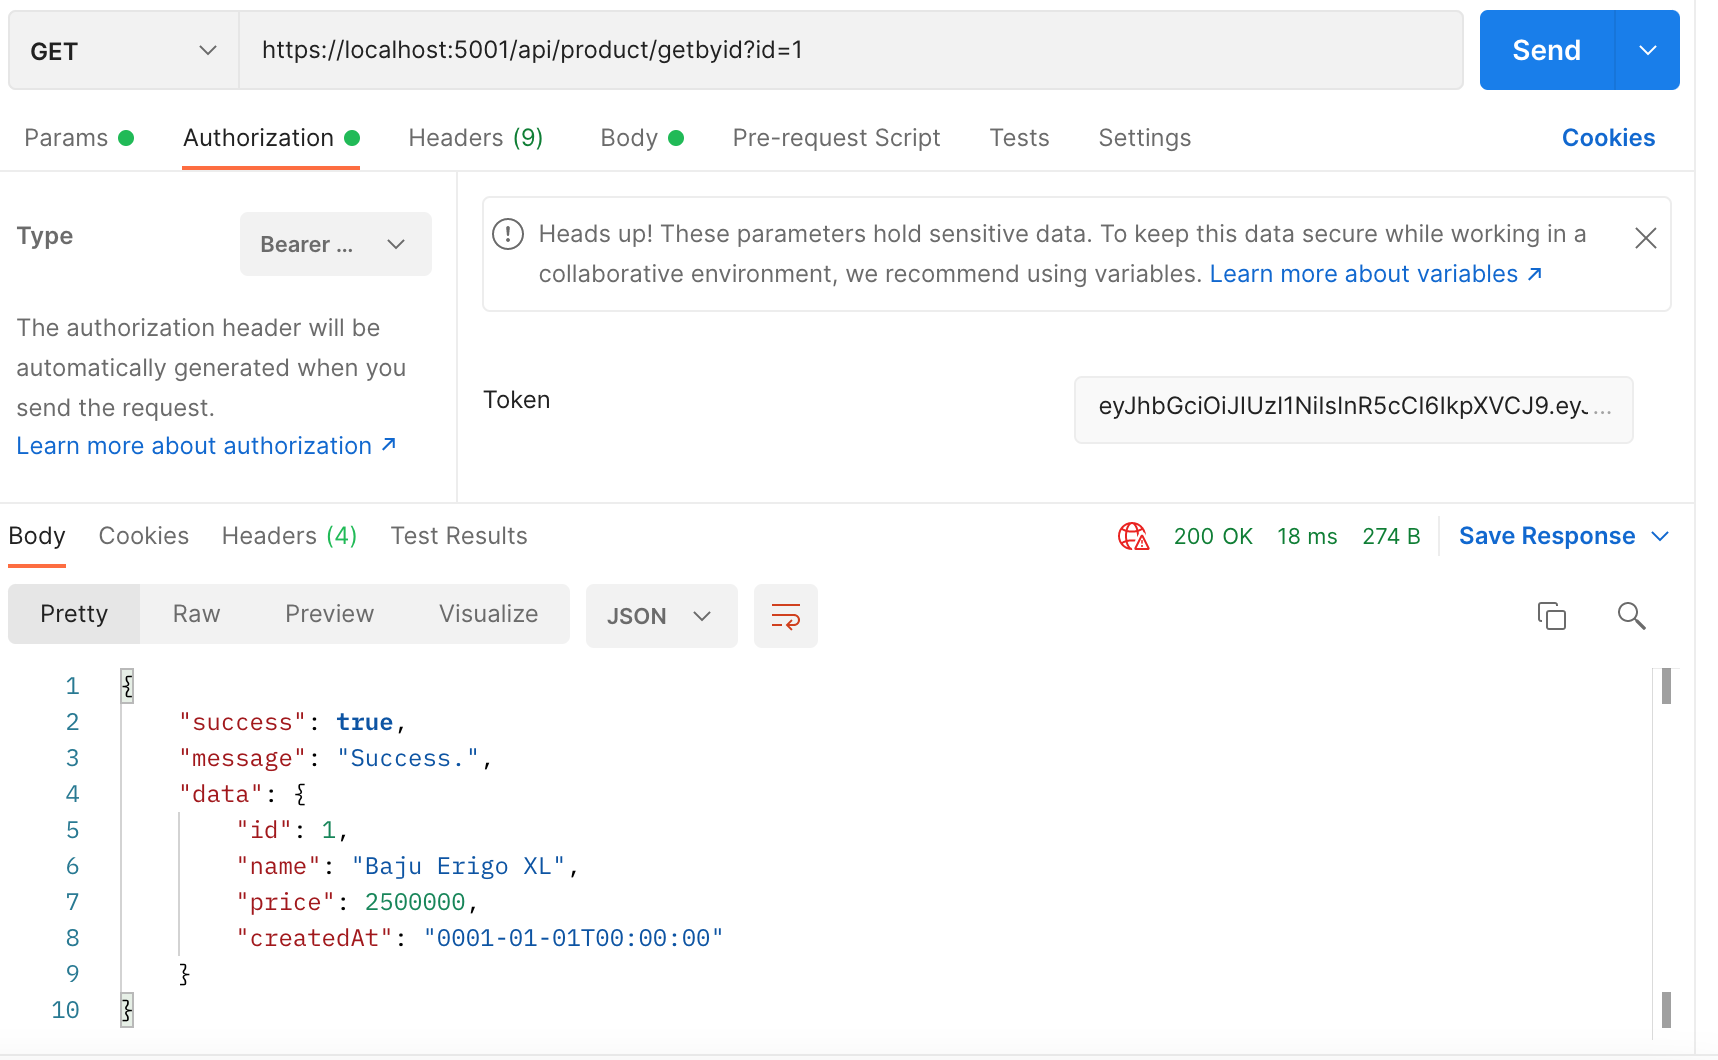 GET https://localhost:5001/api/product/getbyid?id=1 Send
Params Authorization Headers (9) Body Pre-request Script Tests Settings Cookies
Type Bearer ...
The authorization header will be
automatically generated when you
send the request.
Learn more about authorization ↗
Heads up! These parameters hold sensitive data. To keep this data secure while working in a
collaborative environment, we recommend using variables. Learn more about variables ↗
Token eyJhbGciOiJIUzI1NiIsInR5cCI6IkpXVCJ9.eyJ...
Body Cookies Headers (4) Test Results 200 OK 18 ms 274 B Save Response
Pretty Raw Preview Visualize JSON
1 {
2 "success": true,
3 "message": "Success.",
4 "data": {
5 "id": 1,
6 "name": "Baju Erigo XL",
7 "price": 2500000,
8 "createdAt": "0001-01-01T00:00:00"
9 }
10 }